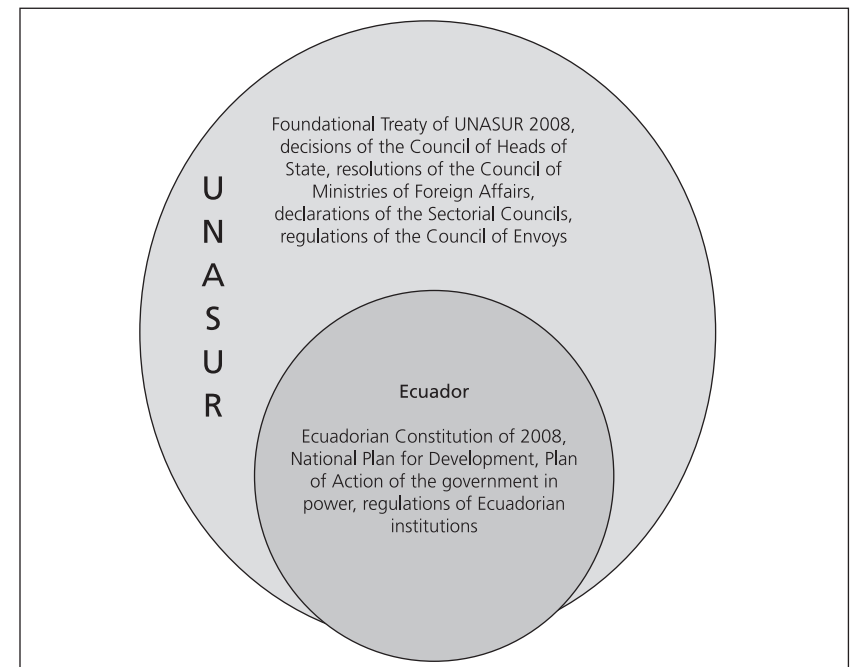 Foundational Treaty of UNASUR 2008,
decisions of the Council of Heads of
State, resolutions of the Council of
Ministries of Foreign Affairs,
declarations of the Sectorial Councils,
regulations of the Council of Envoys
UNASUR
Ecuador
Ecuadorian Constitution of 2008,
National Plan for Development, Plan
of Action of the government in
power, regulations of Ecuadorian
institutions